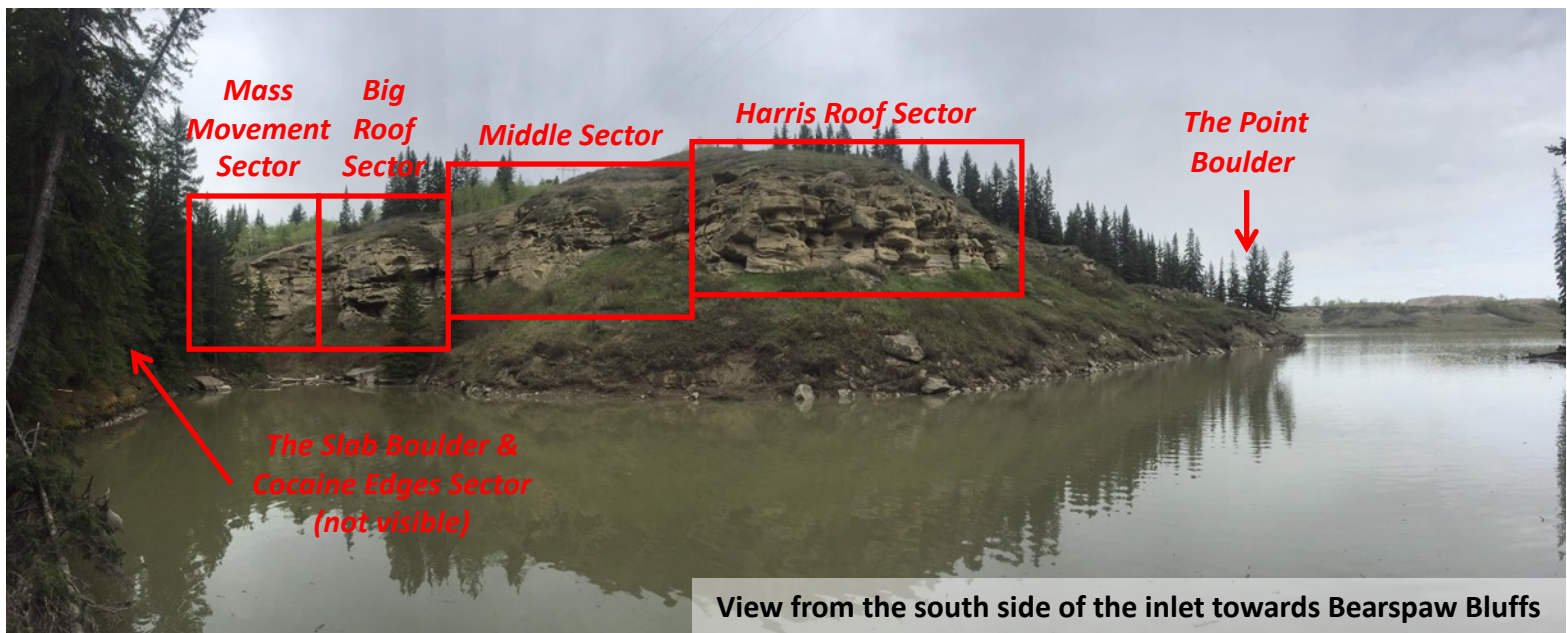 Mass
Movement
Sector
Big
Roof
Sector
Middle Sector
Harris Roof Sector
The Point
Boulder
The Slab Boulder &
Cocaine Edges Sector
(not visible)
View from the south side of the inlet towards Bearspaw Bluffs